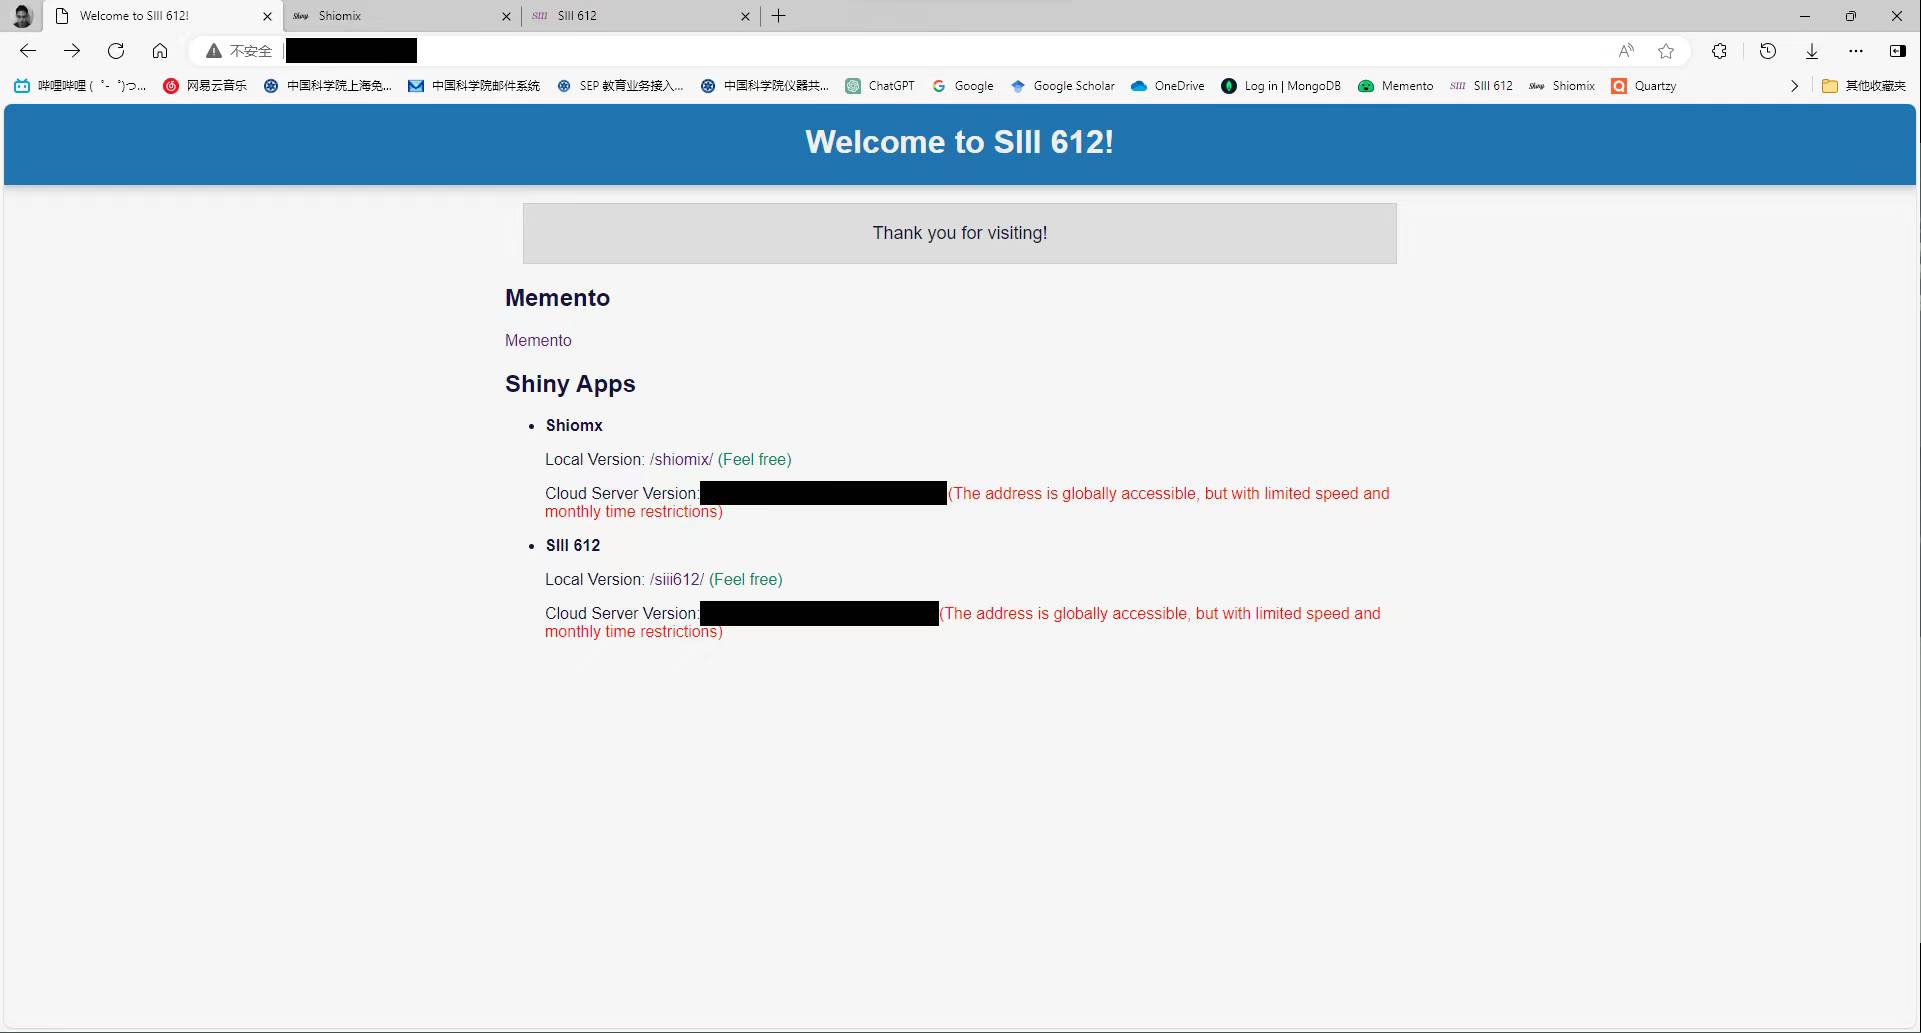 Welcome to SIII 612!
Shiny Shiomix
SIII SIII 612
不安全
哔哩哔哩 ( ゜- ゜)つ...
网易云音乐
中国科学院上海免...
中国科学院邮件系统
SEP 教育业务接入...
中国科学院仪器共...
ChatGPT
Google
Google Scholar
OneDrive
Log in | MongoDB
Memento
SIII SIII 612
Shiny Shiomix
Quartzy
其他收藏夹
Welcome to SIII 612!
Thank you for visiting!
Memento
Memento
Shiny Apps
• Shiomx
Local Version: /shiomix/ (Feel free)
Cloud Server Version: (The address is globally accessible, but with limited speed and
monthly time restrictions)
• SIII 612
Local Version: /siii612/ (Feel free)
Cloud Server Version: (The address is globally accessible, but with limited speed and
monthly time restrictions)